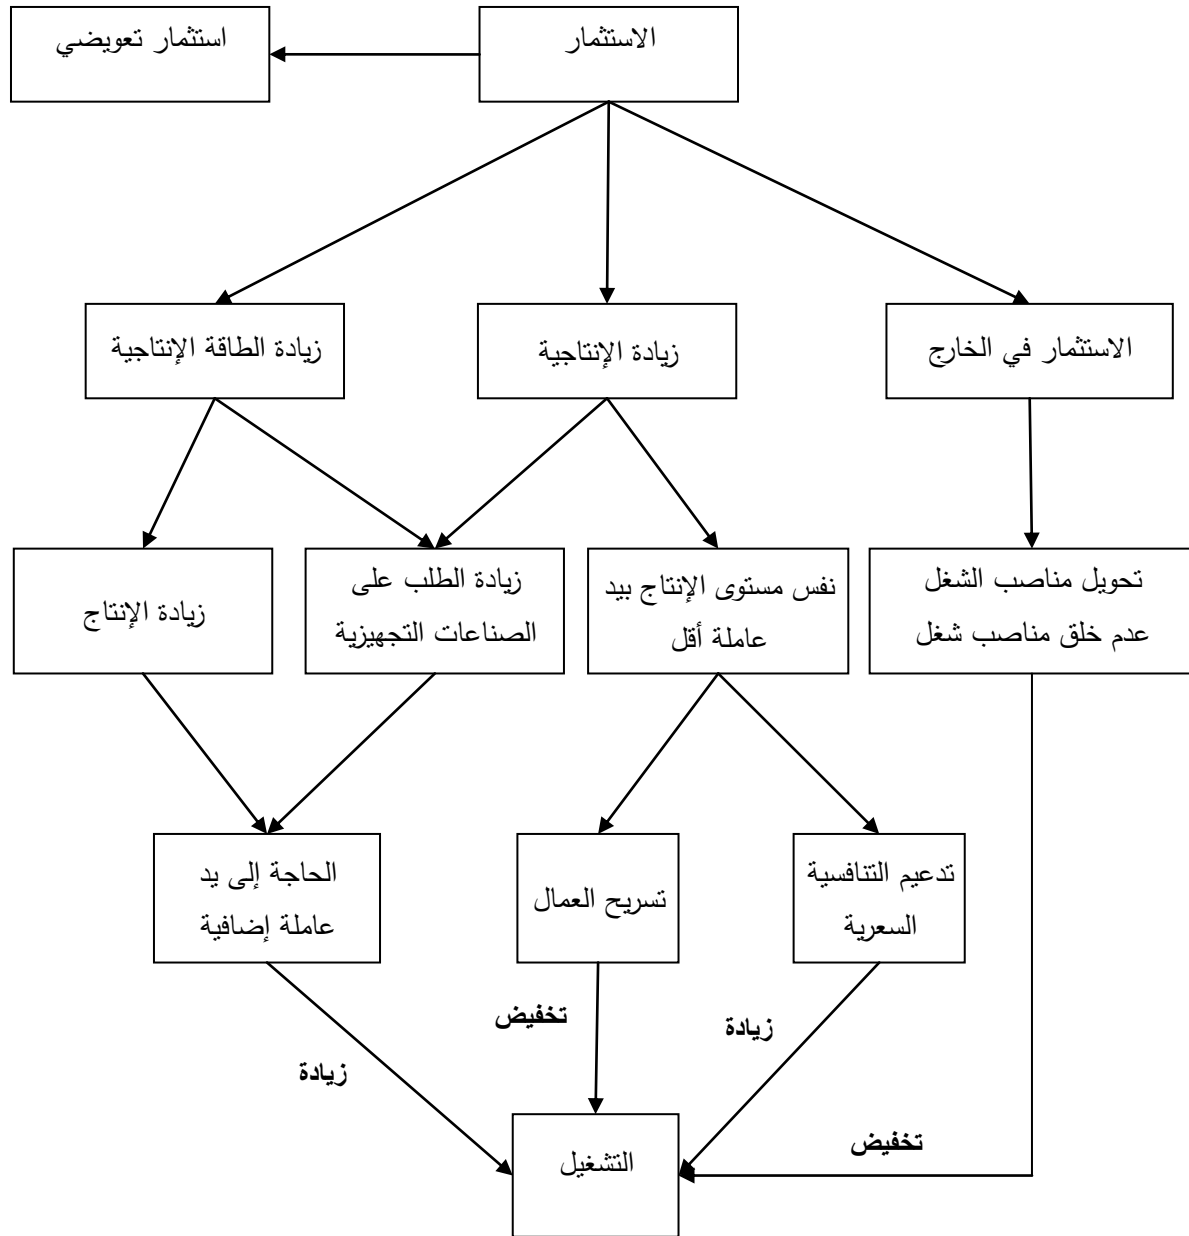 الاستثمار
استثمار تعويضي
الاستثمار في الخارج
زيادة الإنتاجية
زيادة الطاقة الإنتاجية
تحويل مناصب الشغل
عدم خلق مناصب شغل
نفس مستوى الإنتاج بيد
عاملة أقل
زيادة الطلب على
الصناعات التجهيزية
زيادة الإنتاج
تدعيم التنافسية
السعرية
تسريح العمال
الحاجة إلى يد
عاملة إضافية
زيادة
تخفيض
زيادة
تخفيض
التشغيل